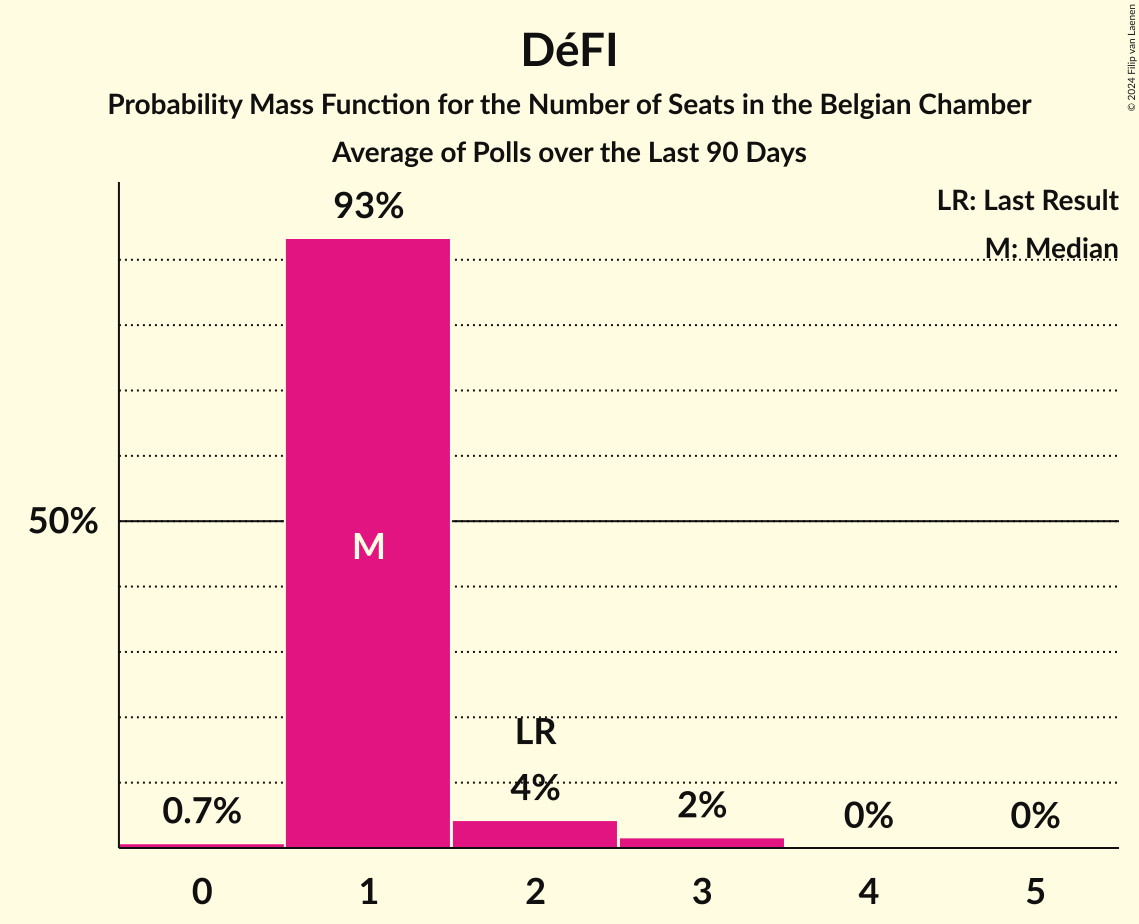 DéFI
Probability Mass Function for the Number of Seats in the Belgian Chamber
Average of Polls over the Last 90 Days
© 2024 Filip van Laenen
LR: Last Result
M: Median
93%
50%
M
LR
4%
0.7%
2%
0%
0%
0
1
2
3
4
5